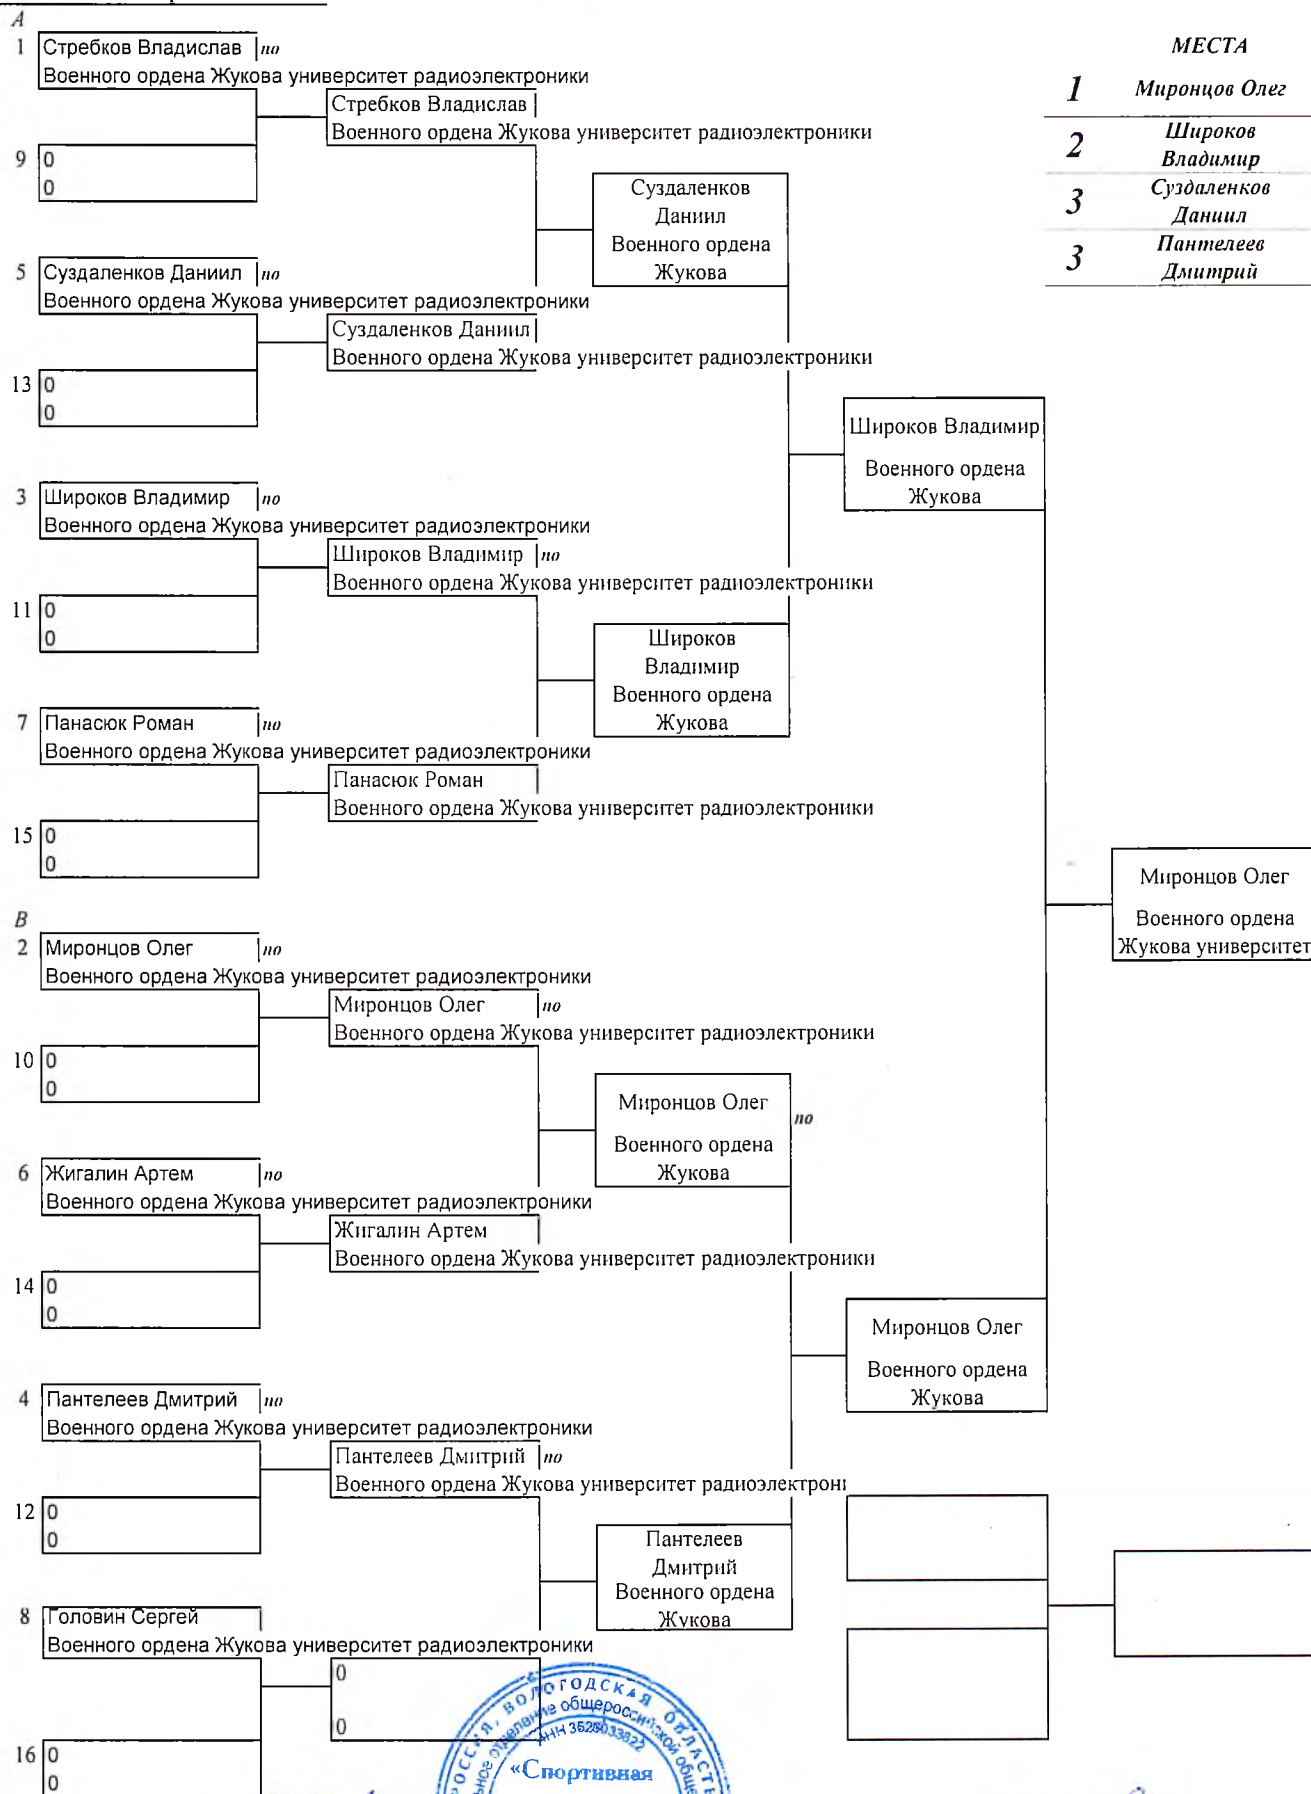 A
1 Стребков Владислав по
Военного ордена Жукова университет радиоэлектроники
Стребков Владислав
Военного ордена Жукова университет радиоэлектроники
9 0
0
Суздаленков
Даниил
Военного ордена
Жукова
5 Суздаленков Даниил по
Военного ордена Жукова университет радиоэлектроники
Суздаленков Даниил
Военного ордена Жукова университет радиоэлектроники
13 0
0
МЕСТА
1 Миронцов Олег
2 Широков
Владимир
3 Суздаленков
Даниил
3 Пантелеев
Дмитрий
Широков Владимир
Военного ордена
Жукова
3 Широков Владимир по
Военного ордена Жукова университет радиоэлектроники
Широков Владимир по
Военного ордена Жукова университет радиоэлектроники
11 0
0
Широков
Владимир
Военного ордена
Жукова
7 Панасюк Роман по
Военного ордена Жукова университет радиоэлектроники
Панасюк Роман
Военного ордена Жукова университет радиоэлектроники
15 0
0
Миронцов Олег
Военного ордена
Жукова университет
B
2 Миронцов Олег по
Военного ордена Жукова университет радиоэлектроники
Миронцов Олег по
Военного ордена Жукова университет радиоэлектроники
10 0
0
Миронцов Олег по
Военного ордена
Жукова
6 Жигалин Артем по
Военного ордена Жукова университет радиоэлектроники
Жигалин Артем
Военного ордена Жукова университет радиоэлектроники
14 0
0
Миронцов Олег
Военного ордена
Жукова
4 Пантелеев Дмитрий по
Военного ордена Жукова университет радиоэлектроники
Пантелеев Дмитрий по
Военного ордена Жукова университет радиоэлектрон
12 0
0
Пантелеев
Дмитрий
Военного ордена
Жукова
8 Головин Сергей
Военного ордена Жукова университет радиоэлектроники
0
0
16 0
0
РОССИЯ, ВОЛОГОДСКАЯ ОБЛАСТЬ
отделение общероссийской
«Спортивная